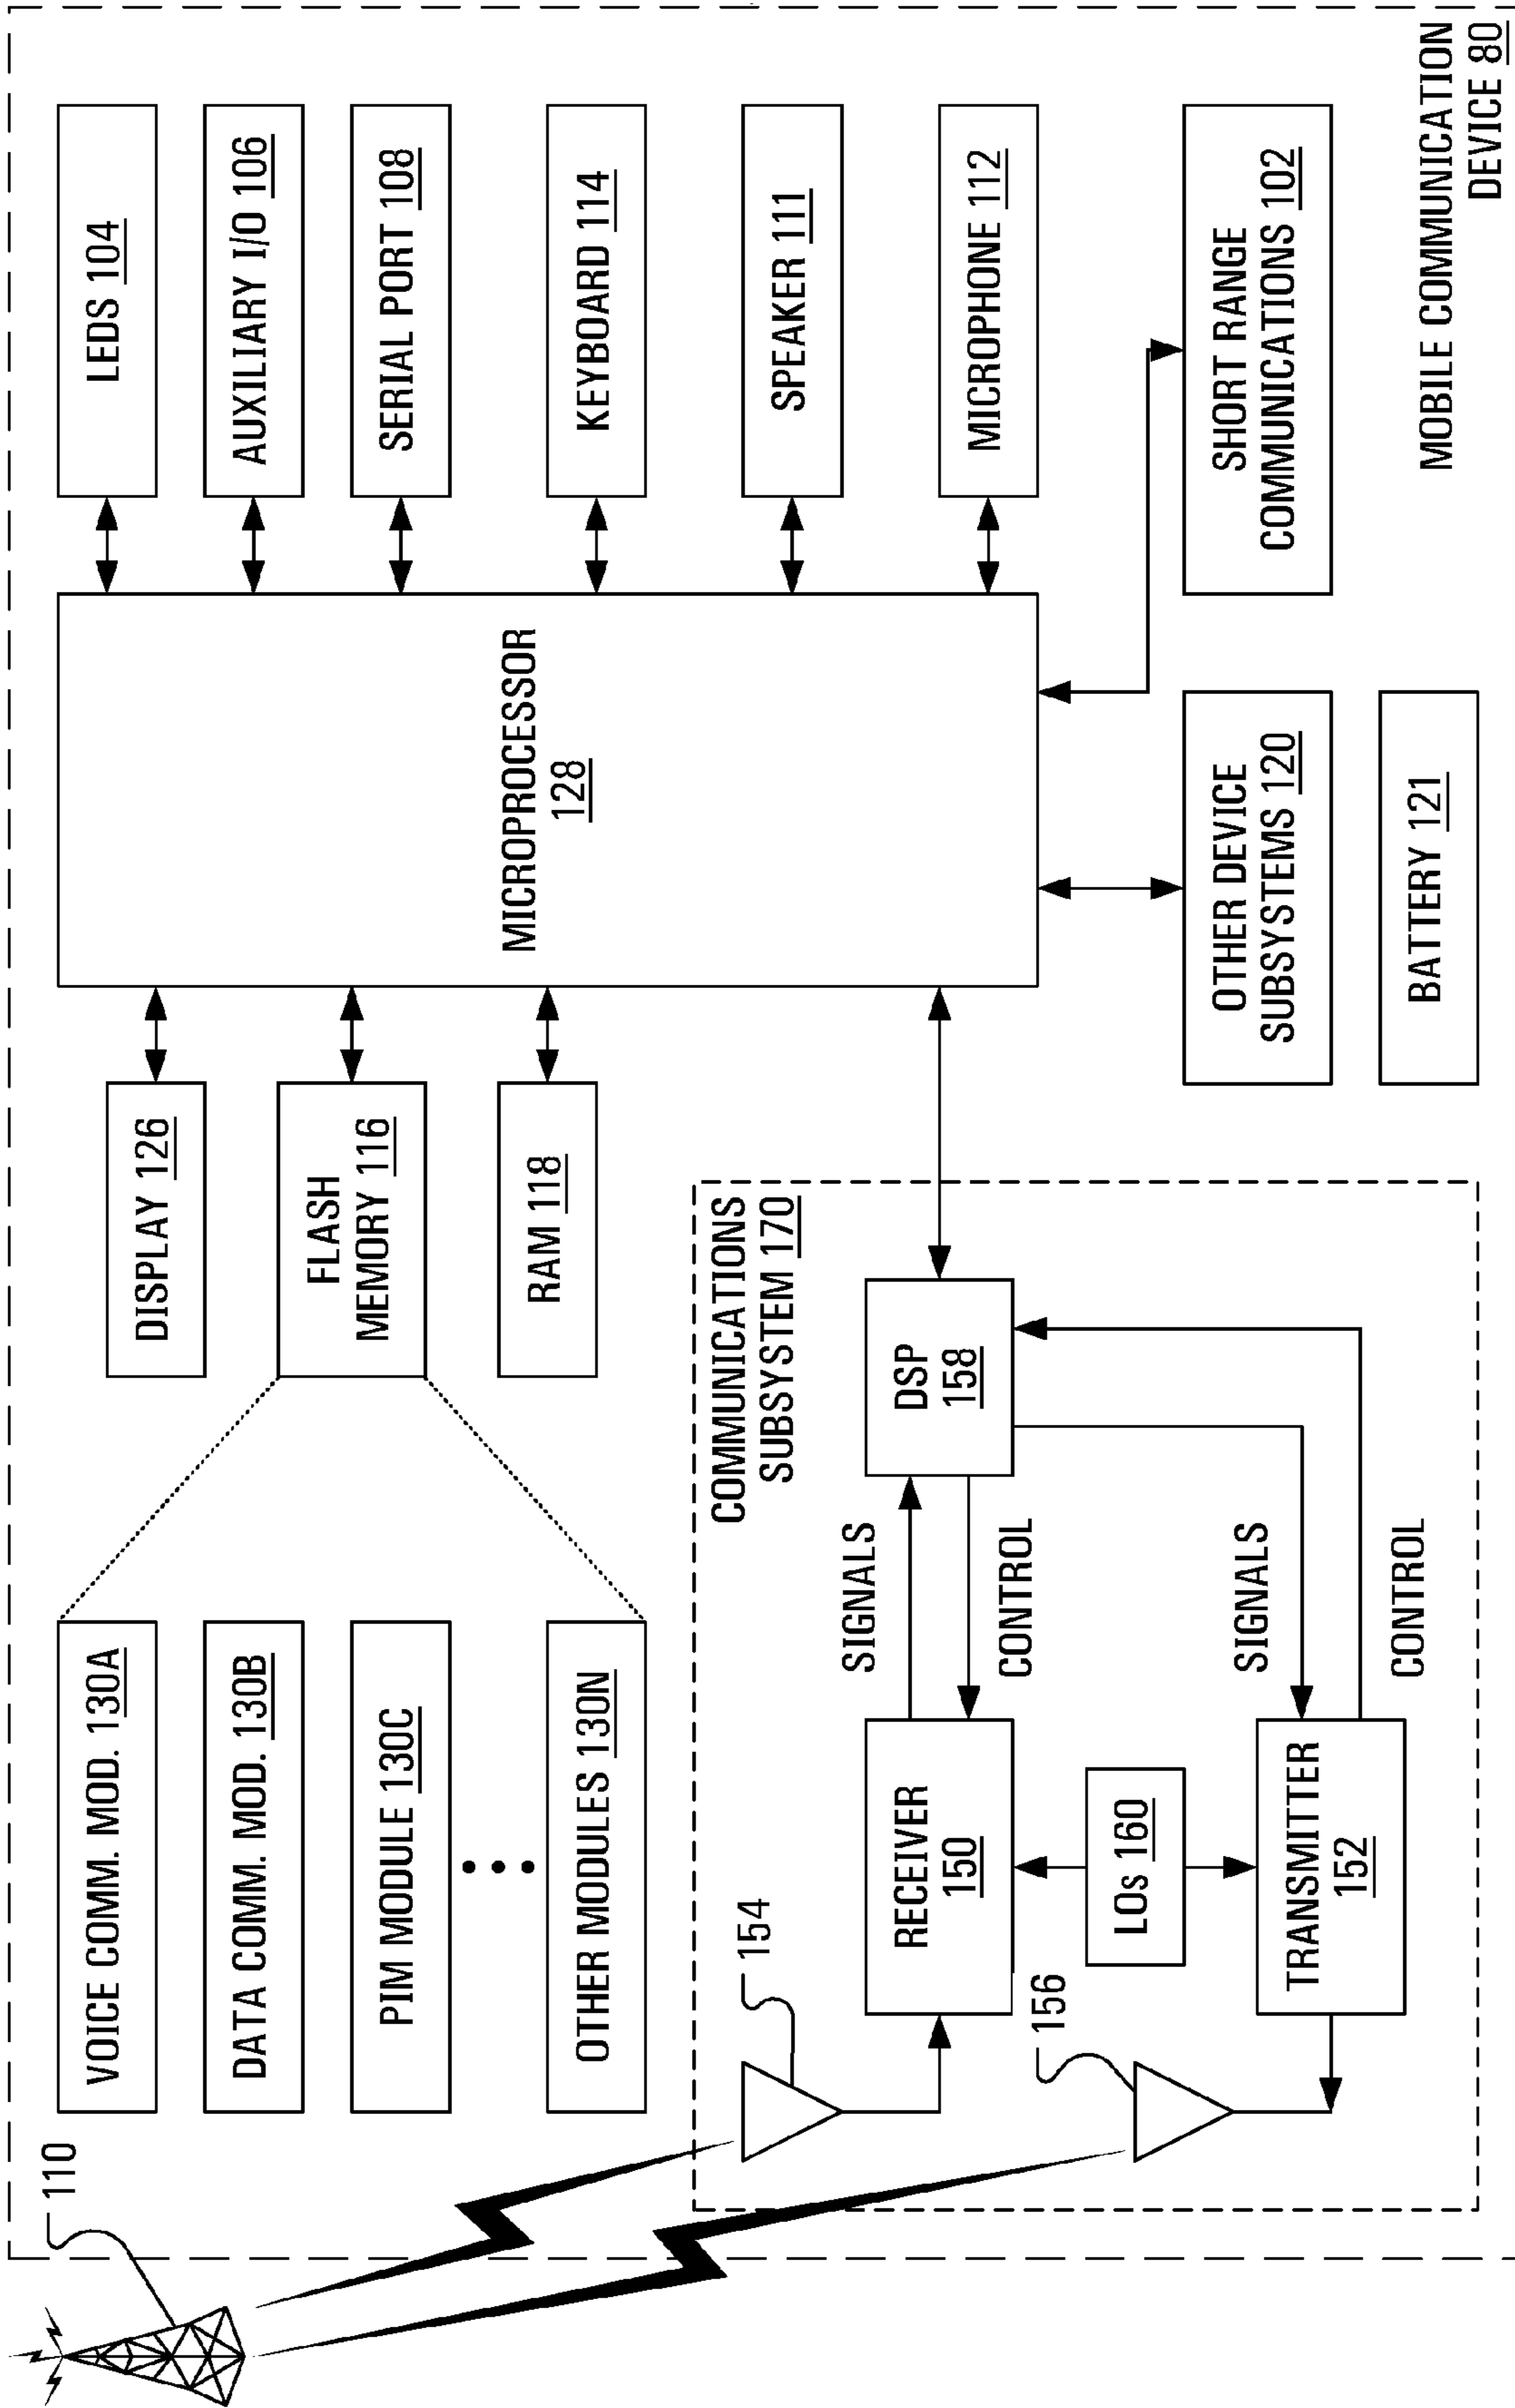 110
VOICE COMM. MOD. 130A
DATA COMM. MOD. 130B
PIM MODULE 130C
OTHER MODULES 130N
DISPLAY 126
FLASH
MEMORY 116
RAM 118
MICROPROCESSOR
128
LEDS 104
AUXILIARY I/O 106
SERIAL PORT 108
KEYBOARD 114
SPEAKER 111
MICROPHONE 112
COMMUNICATIONS
SUBSYSTEM 170
154
RECEIVER
150
SIGNALS
CONTROL
DSP
158
LOs 160
156
TRANSMITTER
152
SIGNALS
CONTROL
OTHER DEVICE
SUBSYSTEMS 120
SHORT RANGE
COMMUNICATIONS 102
BATTERY 121
MOBILE COMMUNICATION
DEVICE 80